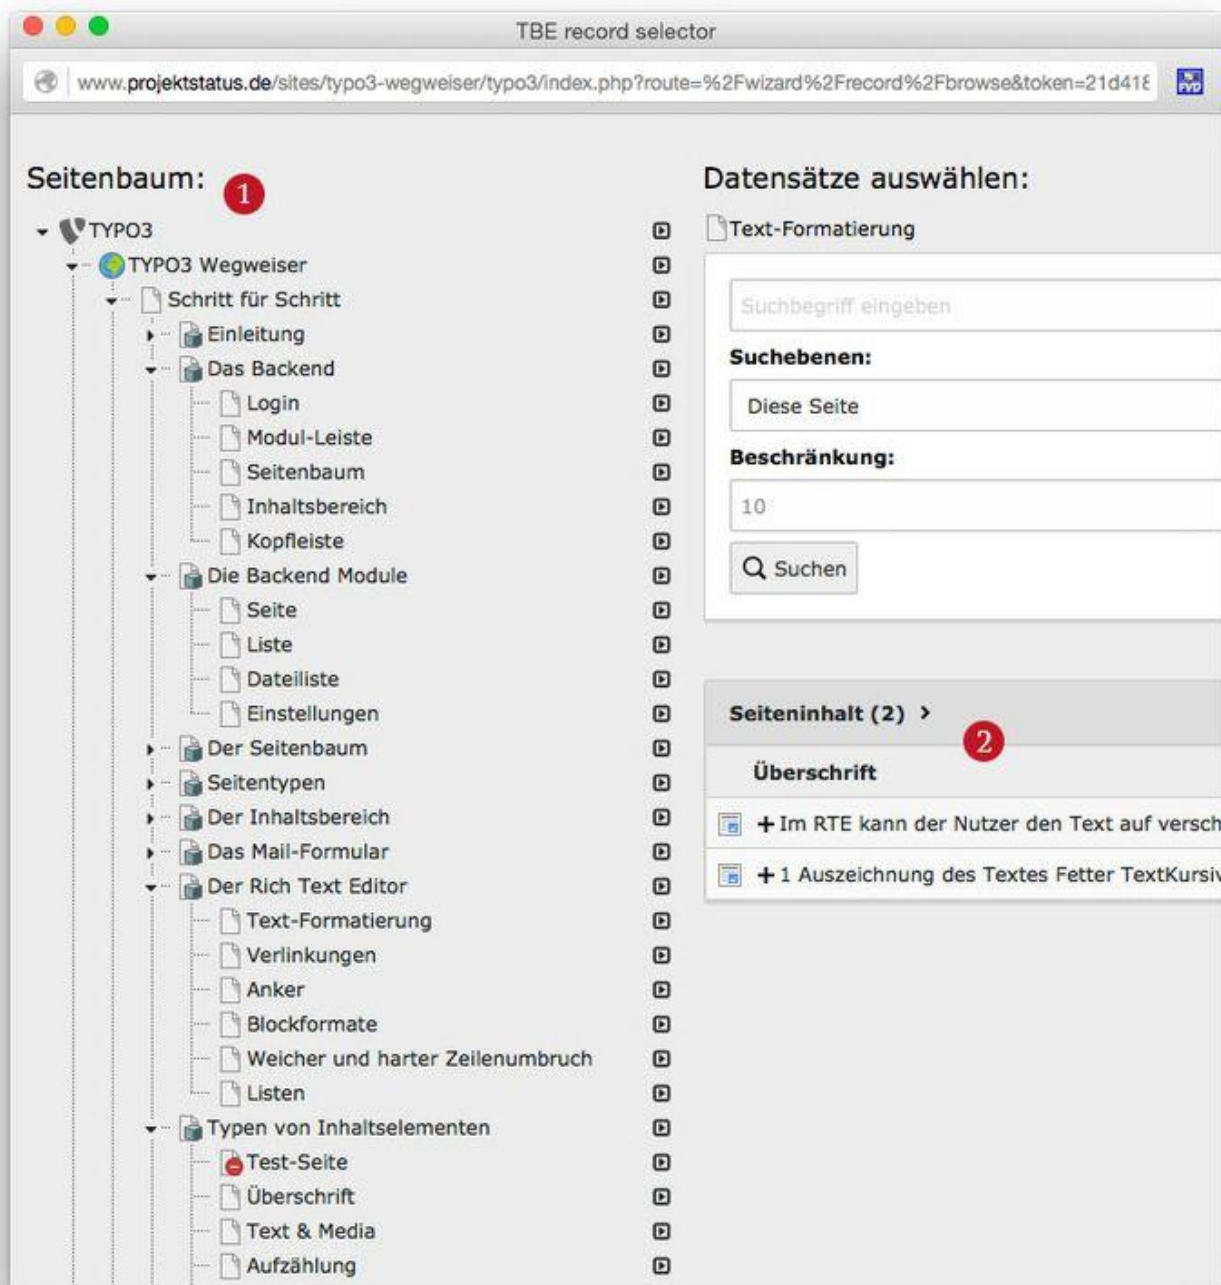 TBE record selector
www.projektstatus.de/sites/typo3-wegweiser/typo3/index.php?route=%2Fwizard%2Frecord%2Fbrowse&token=21d418
FVD
Seitenbaum:
1
TYPO3
TYPO3 Wegweiser
Schritt für Schritt
Einleitung
Das Backend
Login
Modul-Leiste
Seitenbaum
Inhaltsbereich
Kopfleiste
Die Backend Module
Seite
Liste
Dateiliste
Einstellungen
Der Seitenbaum
Seitentypen
Der Inhaltsbereich
Das Mail-Formular
Der Rich Text Editor
Text-Formatierung
Verlinkungen
Anker
Blockformate
Weicher und harter Zeilenumbruch
Listen
Typen von Inhaltselementen
Test-Seite
Überschrift
Text & Media
Aufzählung
Datensätze auswählen:
Text-Formatierung
Suchbegriff eingeben
Suchebenen:
Diese Seite
Beschränkung:
10
Suchen
Seiteninhalt (2) >
2
Überschrift
+ Im RTE kann der Nutzer den Text auf versch
+ 1 Auszeichnung des Textes Fetter TextKursiv